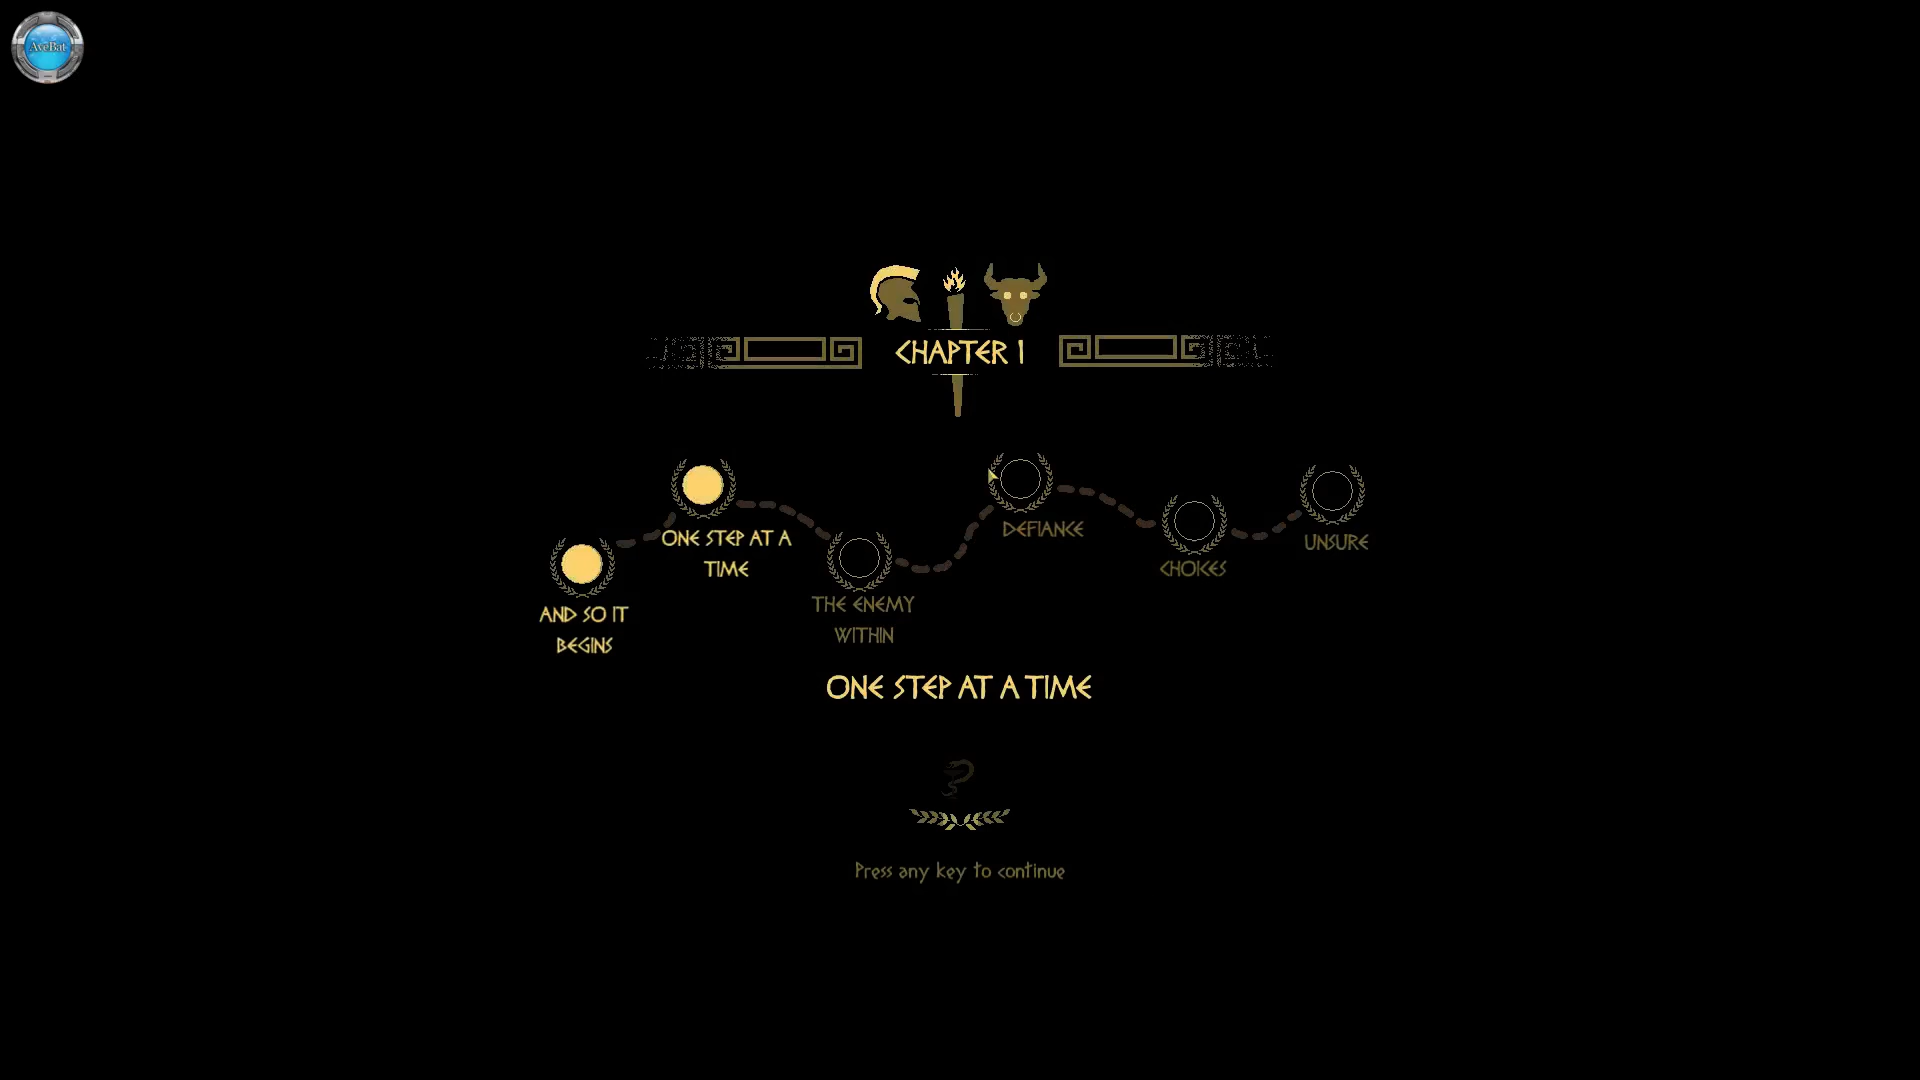 AveBat
CHAPTER I
ONE STEP AT A
TIME
DEFIANCE
UNSURE
CHOICES
AND SO IT
BEGINS
THE ENEMY
WITHIN
ONE STEP AT A TIME
Press any key to continue